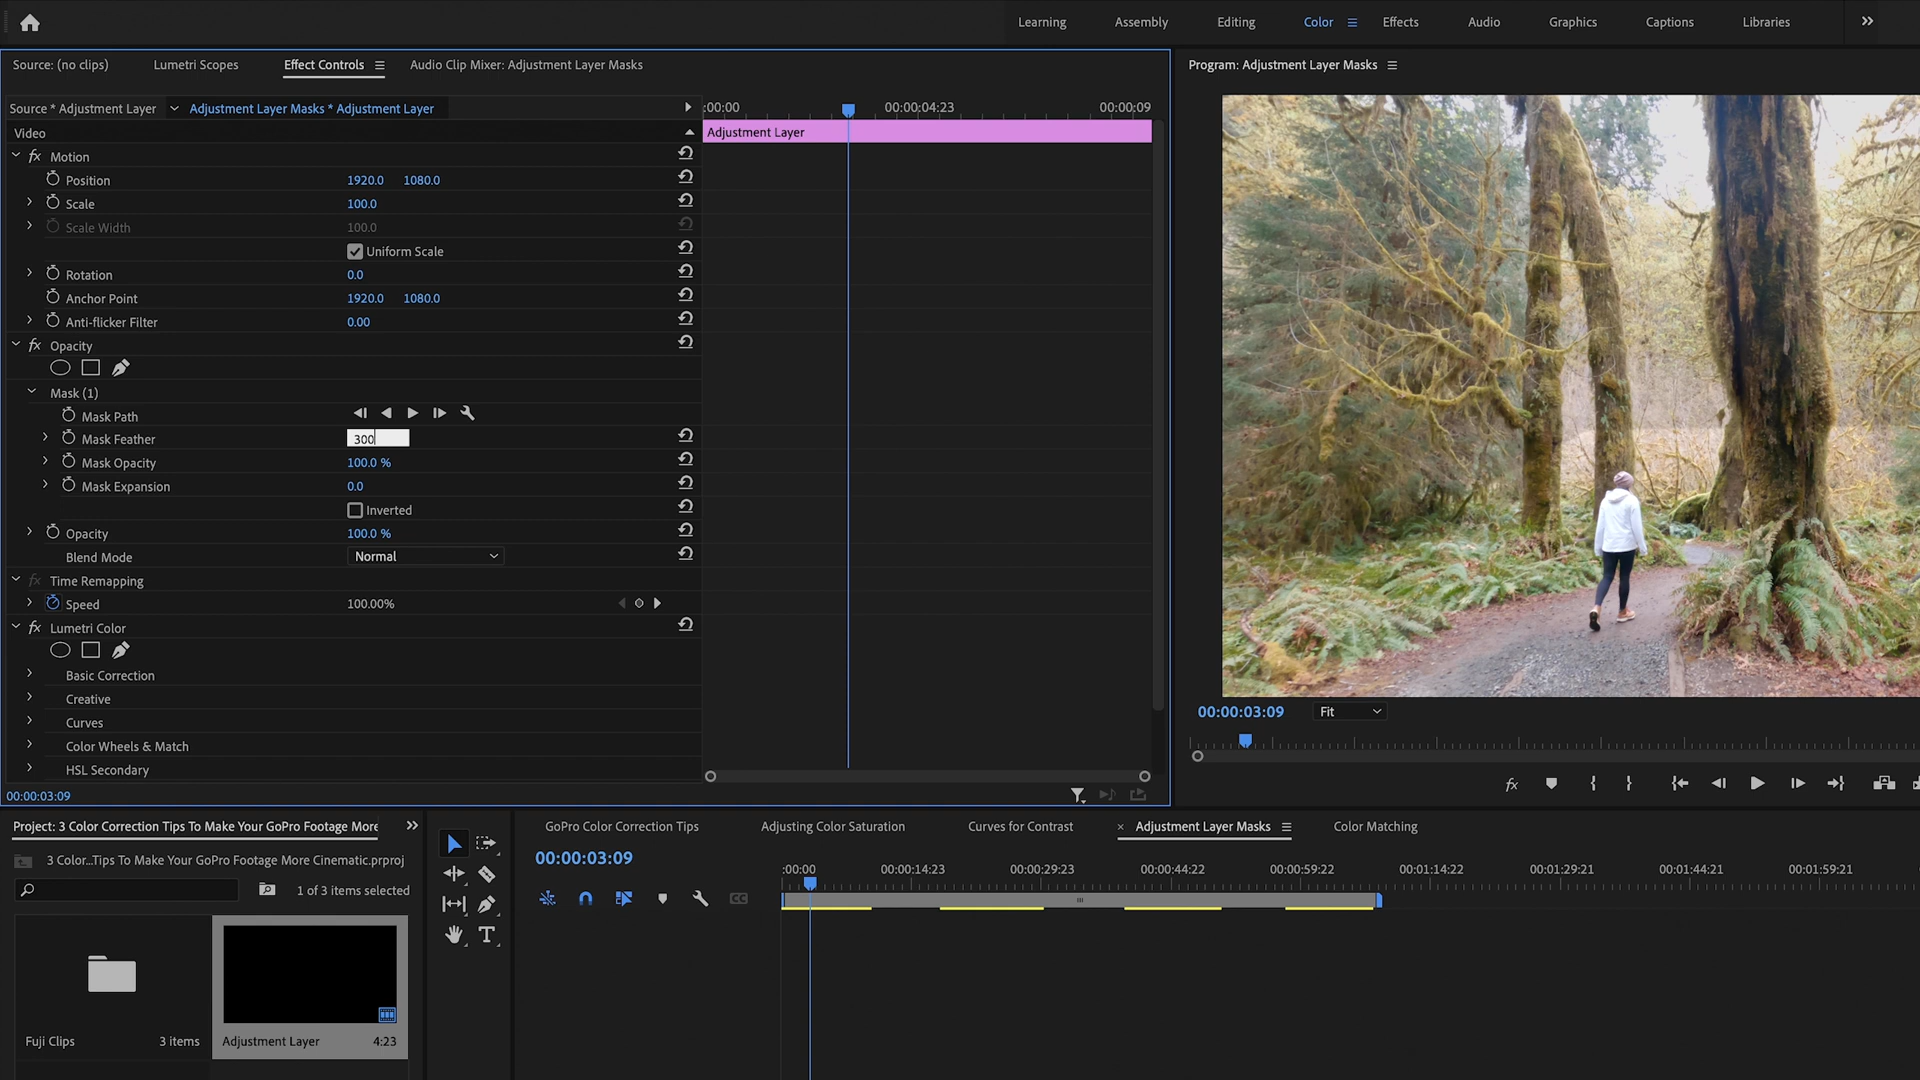 Learning Assembly Editing Color Effects Audio Graphics Captions Libraries
Source: (no clips) Lumetri Scopes Effect Controls Audio Clip Mixer: Adjustment Layer Masks
Program: Adjustment Layer Masks
Source * Adjustment Layer Adjustment Layer Masks * Adjustment Layer
:00:00 00:00:04:23 00:00:09
Video
Adjustment Layer
fx Motion
Position 1920.0 1080.0
Scale 100.0
Scale Width 100.0
Uniform Scale
Rotation 0.0
Anchor Point 1920.0 1080.0
Anti-flicker Filter 0.00
fx Opacity
Mask (1)
Mask Path
Mask Feather 300
Mask Opacity 100.0 %
Mask Expansion 0.0
Inverted
Opacity 100.0 %
Blend Mode Normal
fx Time Remapping
Speed 100.00%
fx Lumetri Color
Basic Correction
Creative
Curves
Color Wheels & Match
HSL Secondary
00:00:03:09
00:00:03:09 Fit
fx
Project: 3 Color Correction Tips To Make Your GoPro Footage More
3 Color...Tips To Make Your GoPro Footage More Cinematic.prproj
1 of 3 items selected
Fuji Clips 3 items
Adjustment Layer 4:23
T
GoPro Color Correction Tips Adjusting Color Saturation Curves for Contrast × Adjustment Layer Masks Color Matching
00:00:03:09
:00:00 00:00:14:23 00:00:29:23 00:00:44:22 00:00:59:22 00:01:14:22 00:01:29:21 00:01:44:21 00:01:59:21
CC